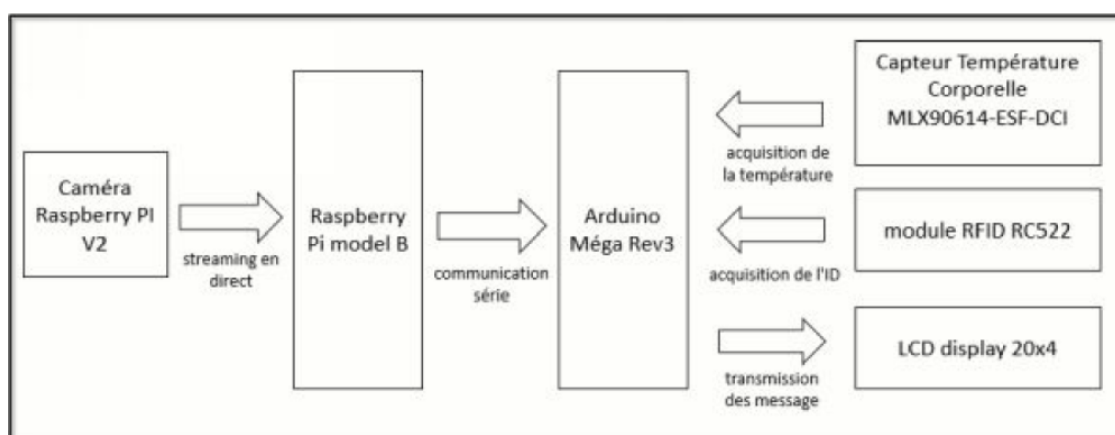 Caméra
Raspberry PI
V2
streaming en
direct
Raspberry
Pi model B
communication
série
Arduino
Méga Rev3
acquisition de
la température
acquisition de l'ID
transmission
des message
Capteur Température
Corporelle
MLX90614-ESF-DCI
module RFID RC522
LCD display 20x4